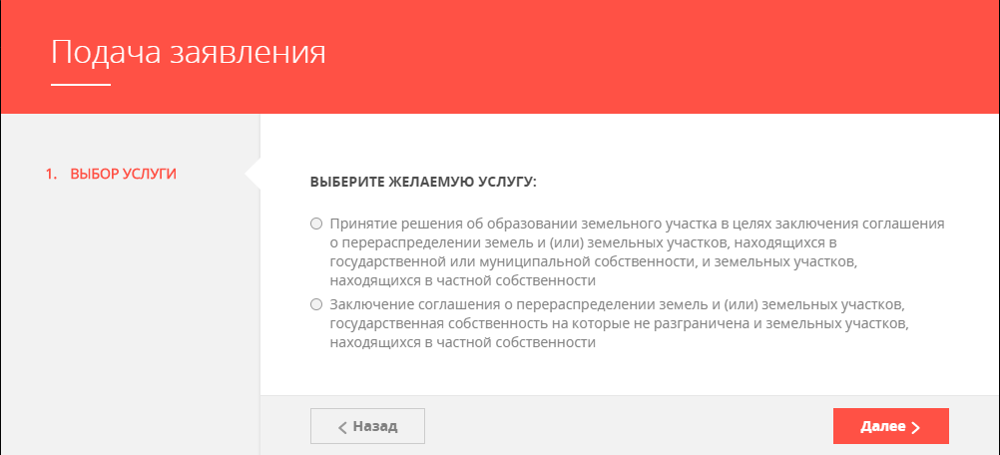 Подача заявления
1. ВЫБОР УСЛУГИ
ВЫБЕРИТЕ ЖЕЛАЕМУЮ УСЛУГУ:
Принятие решения об образовании земельного участка в целях заключения соглашения
о перераспределении земель и (или) земельных участков, находящихся в
государственной или муниципальной собственности, и земельных участков,
находящихся в частной собственности
Заключение соглашения о перераспределении земель и (или) земельных участков,
государственная собственность на которые не разграничена и земельных участков,
находящихся в частной собственности
Назад
Далее